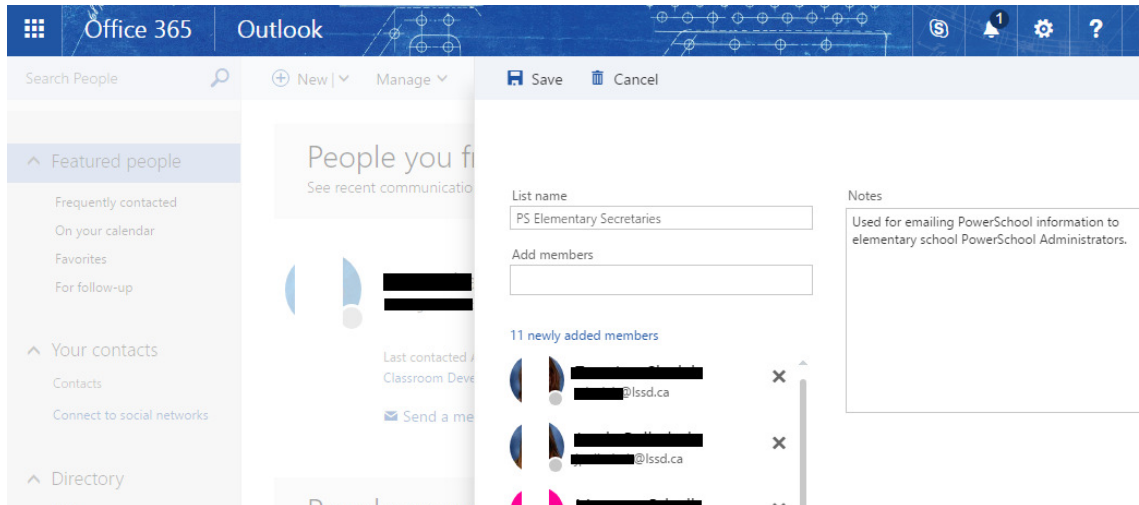 Office 365
Outlook
S
1
?
Search People
New
Manage
Save
Cancel
Featured people
Frequently contacted
On your calendar
Favorites
For follow-up
Your contacts
Contacts
Connect to social networks
Directory
People you
See recent
Last contacted
Classroom
Send a
List name
PS Elementary Secretaries
Add members
11 newly added members
@lssd.ca
@lssd.ca
Notes
Used for emailing PowerSchool information to
elementary school PowerSchool Administrators.